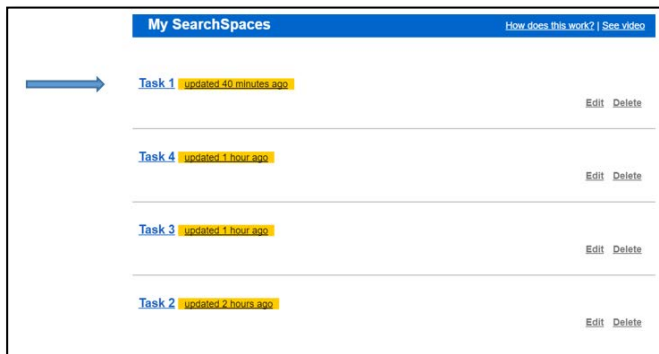 My SearchSpaces How does this work? | See video
Task 1 updated 40 minutes ago
Edit Delete
Task 4 updated 1 hour ago
Edit Delete
Task 3 updated 1 hour ago
Edit Delete
Task 2 updated 2 hours ago
Edit Delete